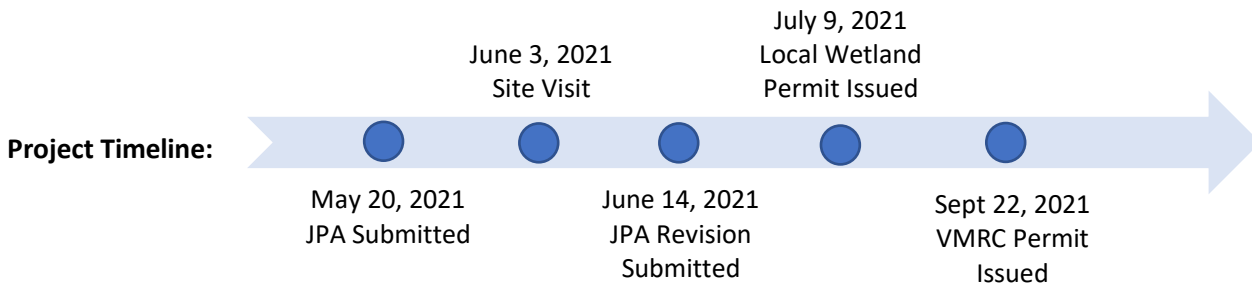 Project Timeline:
May 20, 2021
JPA Submitted
June 3, 2021
Site Visit
June 14, 2021
JPA Revision
Submitted
July 9, 2021
Local Wetland
Permit Issued
Sept 22, 2021
VMRC Permit
Issued